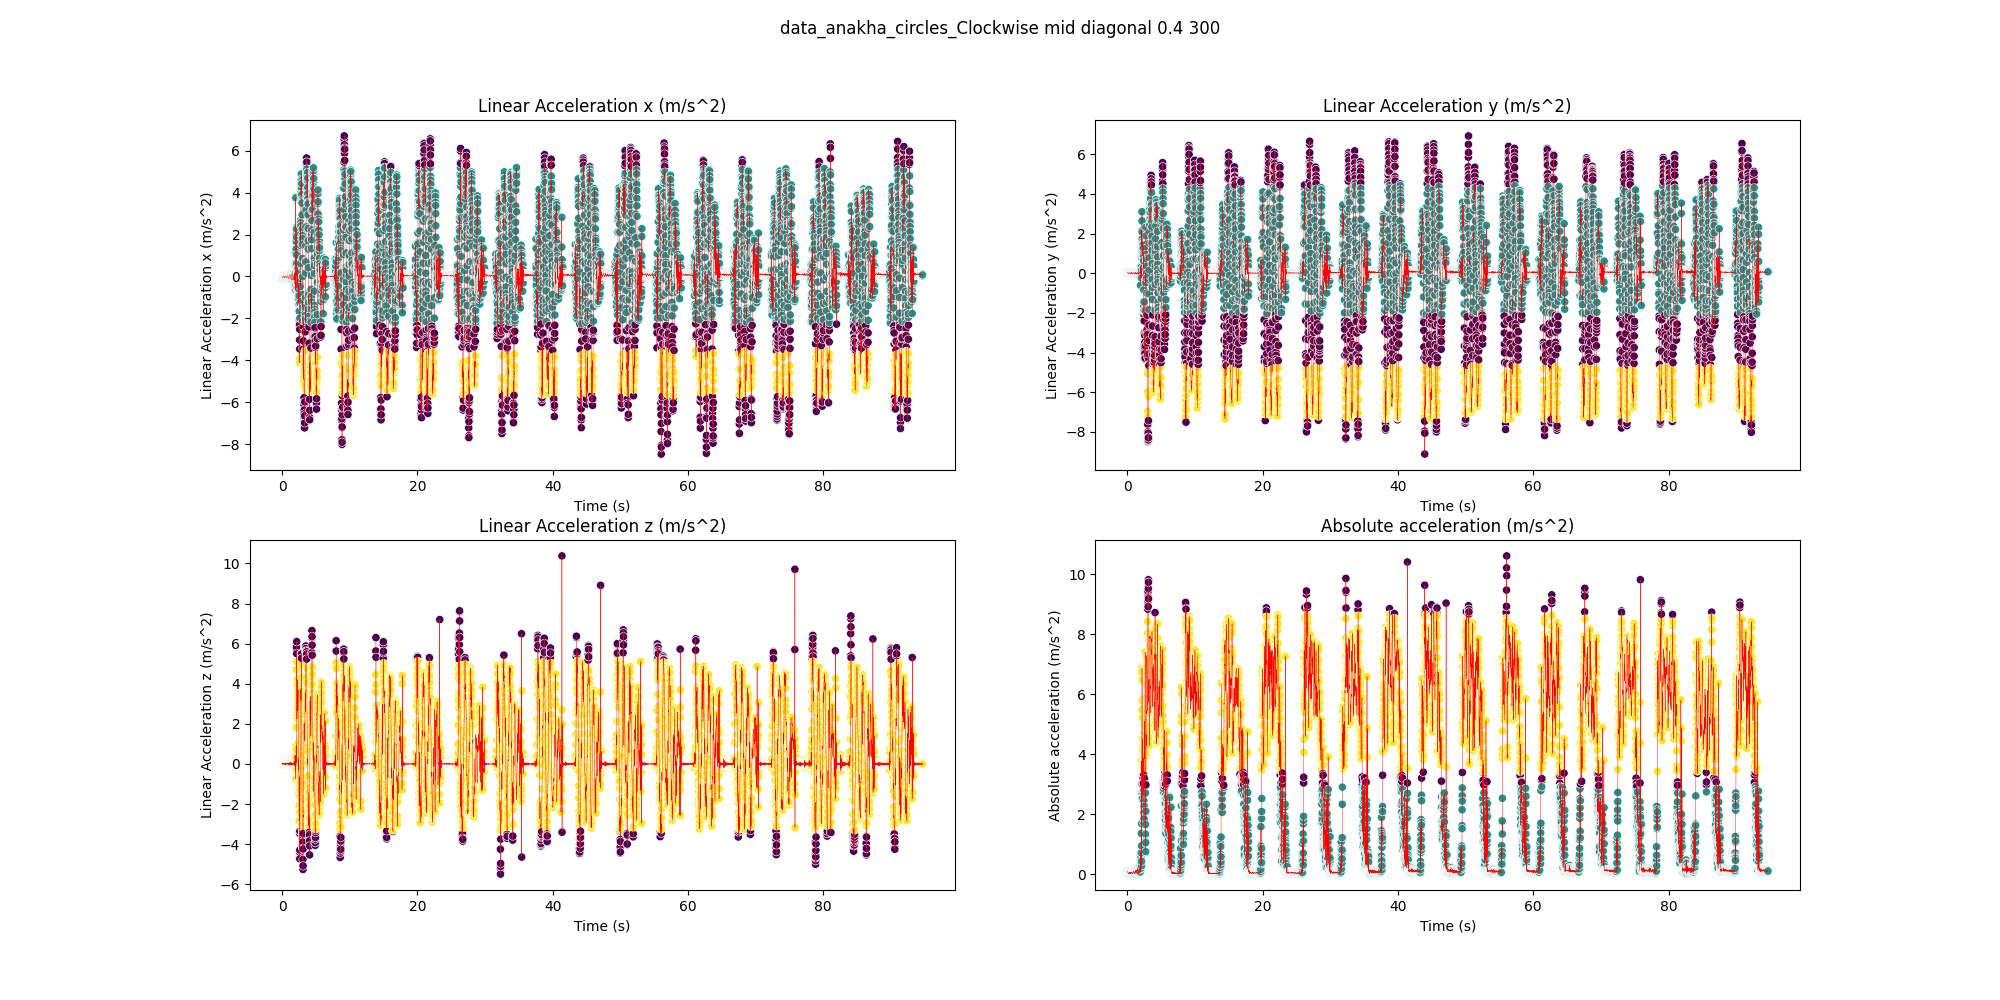 data_anakha_circles_Clockwise mid diagonal 0.4 300
Linear Acceleration x (m/s^2)
Linear Acceleration x (m/s^2)
6
4
2
0
−2
−4
−6
−8
0 20 40 60 80
Time (s)
Linear Acceleration y (m/s^2)
Linear Acceleration y (m/s^2)
6
4
2
0
−2
−4
−6
−8
0 20 40 60 80
Time (s)
Linear Acceleration z (m/s^2)
Linear Acceleration z (m/s^2)
10
8
6
4
2
0
−2
−4
−6
0 20 40 60 80
Time (s)
Absolute acceleration (m/s^2)
Absolute acceleration (m/s^2)
10
8
6
4
2
0
0 20 40 60 80
Time (s)